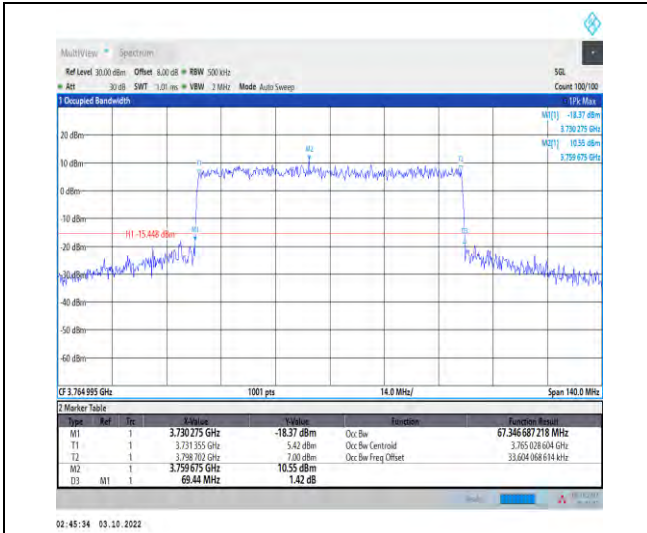 MultiView Spectrum
Ref Level 30.00 dBm Offset 8.00 dB RBW 500 kHz SGL
Att 30 dB SWT 1.01 ms VBW 2 MHz Mode Auto Sweep Count 100/100
1 Occupied Bandwidth 1Pk Max
M1[1] -18.37 dBm
3.730 275 GHz
M2[1] 10.55 dBm
3.759 675 GHz
20 dBm
M2
10 dBm
T1 T2
0 dBm
-10 dBm
H1 -15.448 dBm M1 D3
-20 dBm
-30 dBm
-40 dBm
-50 dBm
-60 dBm
CF 3.764 995 GHz 1001 pts 14.0 MHz/ Span 140.0 MHz
2 Marker Table
Type Ref Trc X-Value Y-Value Function Function Result
M1 1 3.730 275 GHz -18.37 dBm Occ Bw 67.346 687 218 MHz
T1 1 3.731 355 GHz 5.42 dBm Occ Bw Centroid 3.765 028 604 GHz
T2 1 3.798 702 GHz 7.00 dBm Occ Bw Freq Offset 33.604 068 614 kHz
M2 1 3.759 675 GHz 10.55 dBm
D3 M1 1 69.44 MHz 1.42 dB
02:45:34 03.10.2022